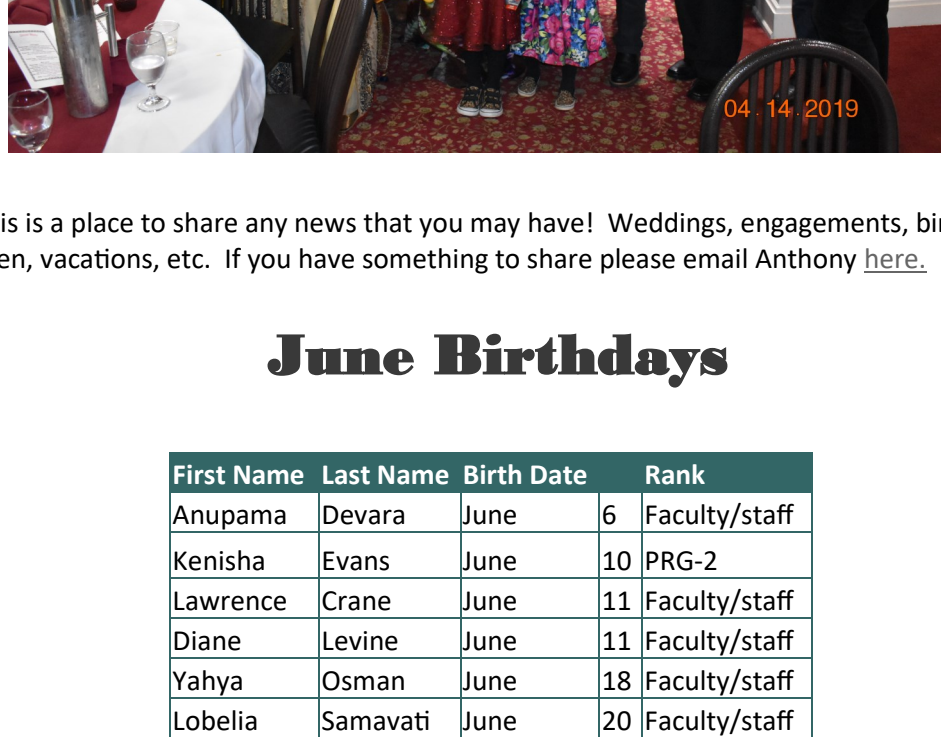 04 . 14 . 2019
is is a place to share any news that you may have! Weddings, engagements, bir
en, vacations, etc. If you have something to share please email Anthony here.
June Birthdays
First Name Last Name Birth Date Rank
Anupama Devara June 6 Faculty/staff
Kenisha Evans June 10 PRG-2
Lawrence Crane June 11 Faculty/staff
Diane Levine June 11 Faculty/staff
Yahya Osman June 18 Faculty/staff
Lobelia Samavati June 20 Faculty/staff